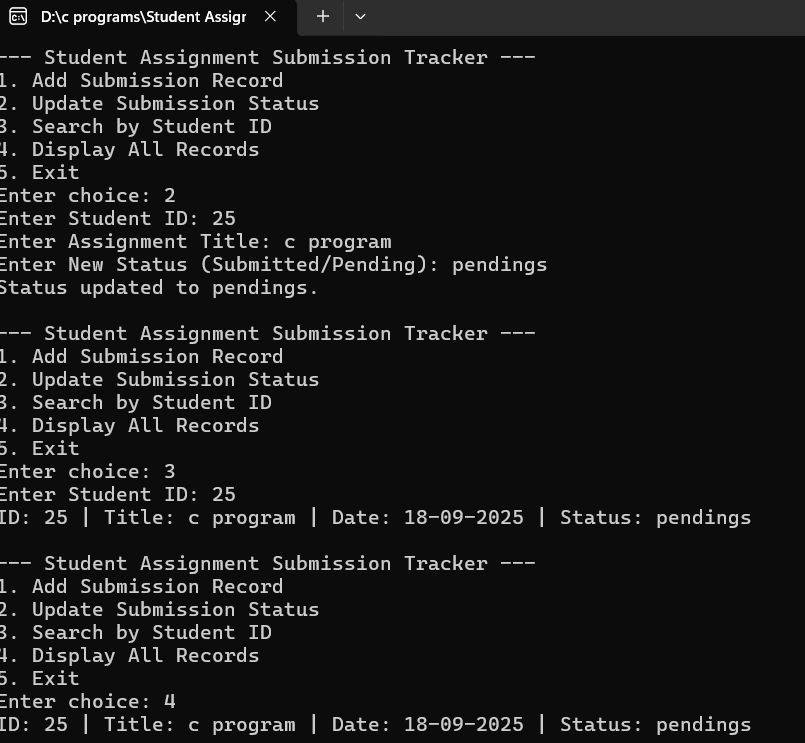 D:\c programs\Student Assigr
--- Student Assignment Submission Tracker ---
1. Add Submission Record
2. Update Submission Status
3. Search by Student ID
4. Display All Records
5. Exit
Enter choice: 2
Enter Student ID: 25
Enter Assignment Title: c program
Enter New Status (Submitted/Pending): pendings
Status updated to pendings.
--- Student Assignment Submission Tracker ---
1. Add Submission Record
2. Update Submission Status
3. Search by Student ID
4. Display All Records
5. Exit
Enter choice: 3
Enter Student ID: 25
ID: 25 | Title: c program | Date: 18-09-2025 | Status: pendings
--- Student Assignment Submission Tracker ---
1. Add Submission Record
2. Update Submission Status
3. Search by Student ID
4. Display All Records
5. Exit
Enter choice: 4
ID: 25 | Title: c program | Date: 18-09-2025 | Status: pendings